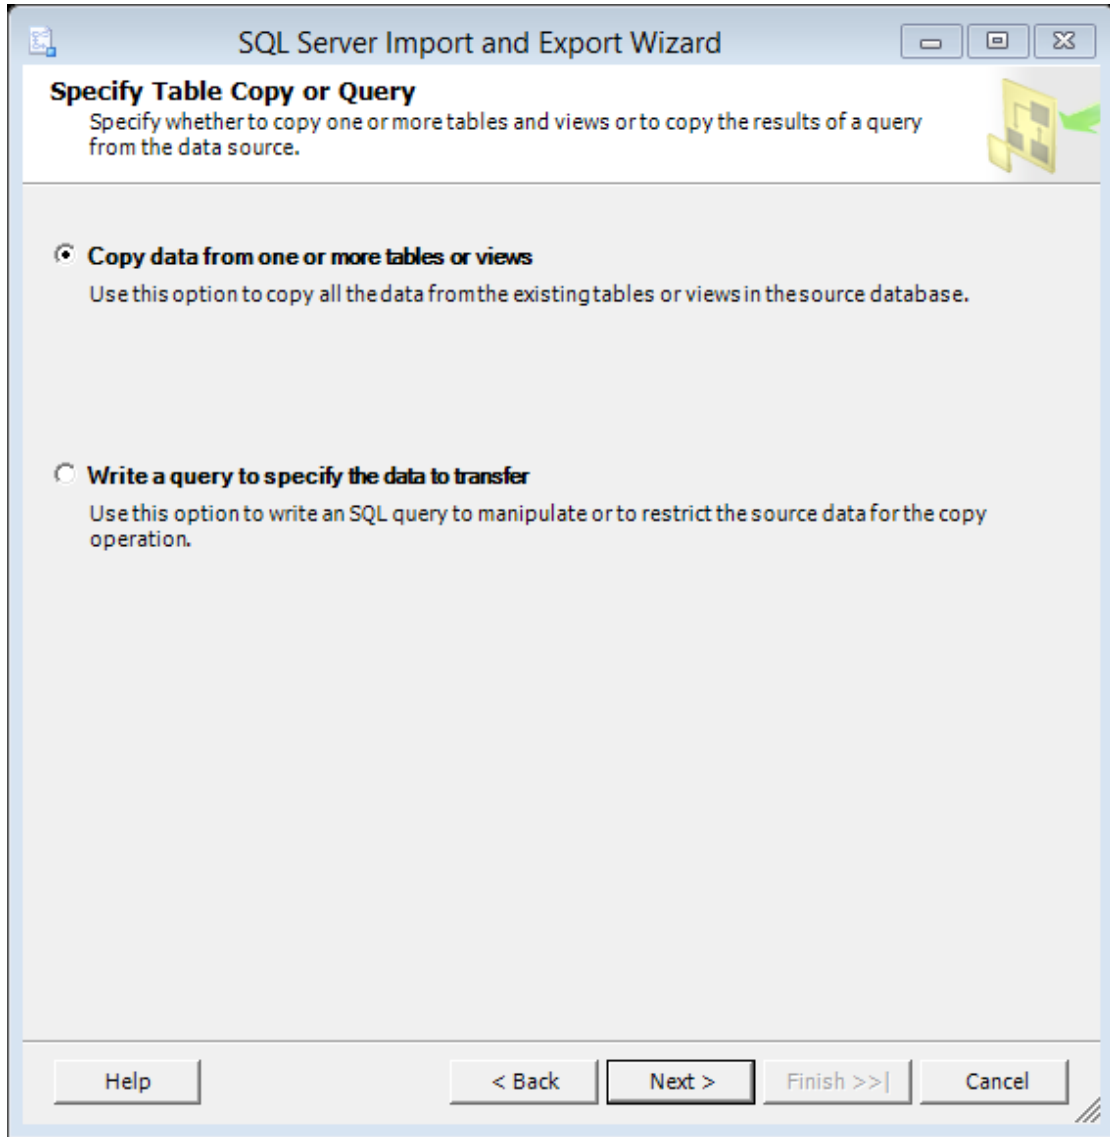 SQL Server Import and Export Wizard
Specify Table Copy or Query
Specify whether to copy one or more tables and views or to copy the results of a query
from the data source.
Copy data from one or more tables or views
Use this option to copy all the data from the existing tables or views in the source database.
Write a query to specify the data to transfer
Use this option to write an SQL query to manipulate or to restrict the source data for the copy
operation.
Help < Back Next > Finish >>| Cancel